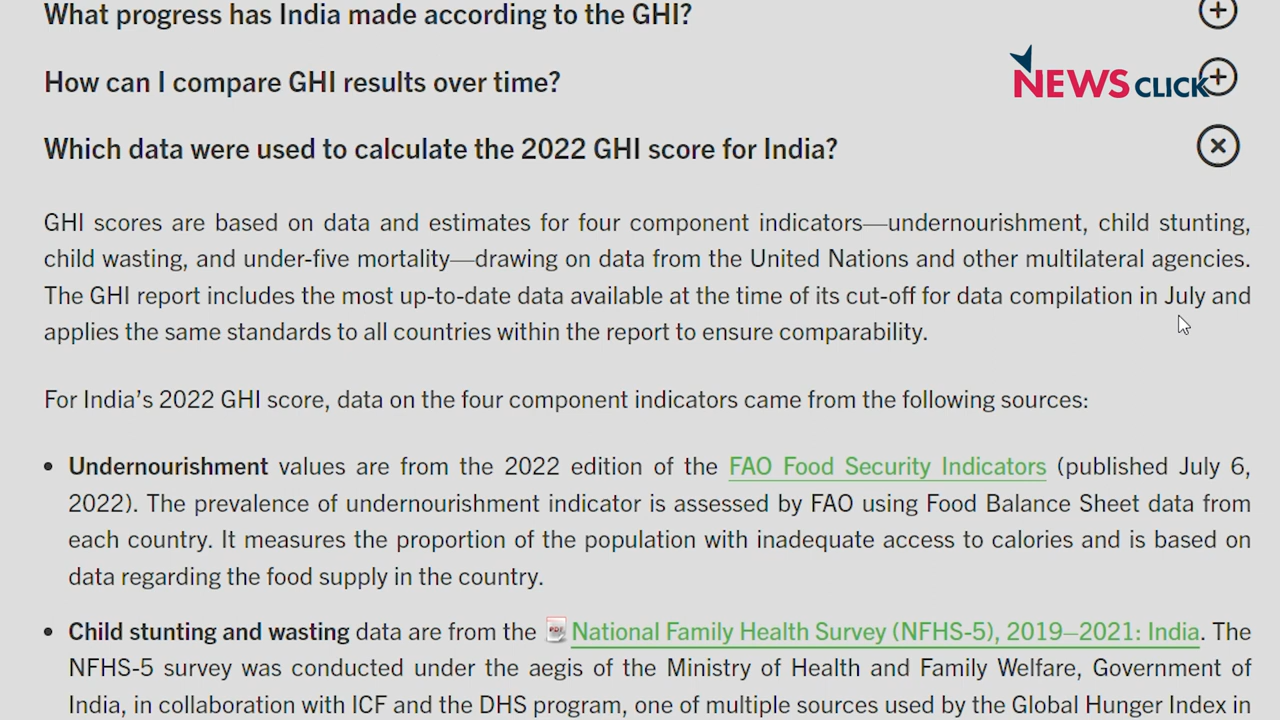 What progress has India made according to the GHI?
How can I compare GHI results over time?
NEWS CLICK
Which data were used to calculate the 2022 GHI score for India?
GHI scores are based on data and estimates for four component indicators—undernourishment, child stunting,
child wasting, and under-five mortality—drawing on data from the United Nations and other multilateral agencies.
The GHI report includes the most up-to-date data available at the time of its cut-off for data compilation in July and
applies the same standards to all countries within the report to ensure comparability.
For India's 2022 GHI score, data on the four component indicators came from the following sources:
• Undernourishment values are from the 2022 edition of the FAO Food Security Indicators (published July 6,
2022). The prevalence of undernourishment indicator is assessed by FAO using Food Balance Sheet data from
each country. It measures the proportion of the population with inadequate access to calories and is based on
data regarding the food supply in the country.
• Child stunting and wasting data are from the PDF National Family Health Survey (NFHS-5), 2019–2021: India. The
NFHS-5 survey was conducted under the aegis of the Ministry of Health and Family Welfare, Government of
India, in collaboration with ICF and the DHS program, one of multiple sources used by the Global Hunger Index in